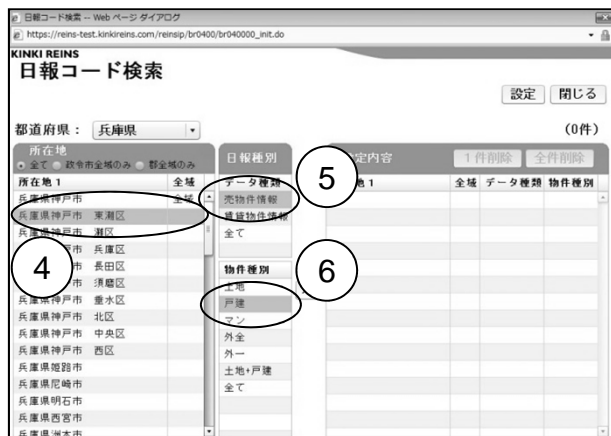 日報コード検索 -- Web ページ ダイアログ
https://reins-test.kinkireins.com/reinsip/br0400/br040000_init.do
KINKI REINS
日報コード検索
設定 閉じる
都道府県： 兵庫県
(0件)
所在地
全て 政令市全域のみ 郡全域のみ
所在地1 全域
兵庫県神戸市 全域
兵庫県神戸市 東灘区
兵庫県神戸市 灘区
市 兵庫区
市 長田区
市 須磨区
兵庫県神戸市 垂水区
兵庫県神戸市 北区
兵庫県神戸市 中央区
兵庫県神戸市 西区
兵庫県姫路市
兵庫県尼崎市
兵庫県明石市
兵庫県西宮市
兵庫県洲本市
4
日報種別
データ種類
売物件情報
賃貸物件情報
全て
5
物件種別
土地
戸建
マン
外全
外一
土地+戸建
全て
6
定内容 1件削除 全件削除
地1 全域 データ種類 物件種別